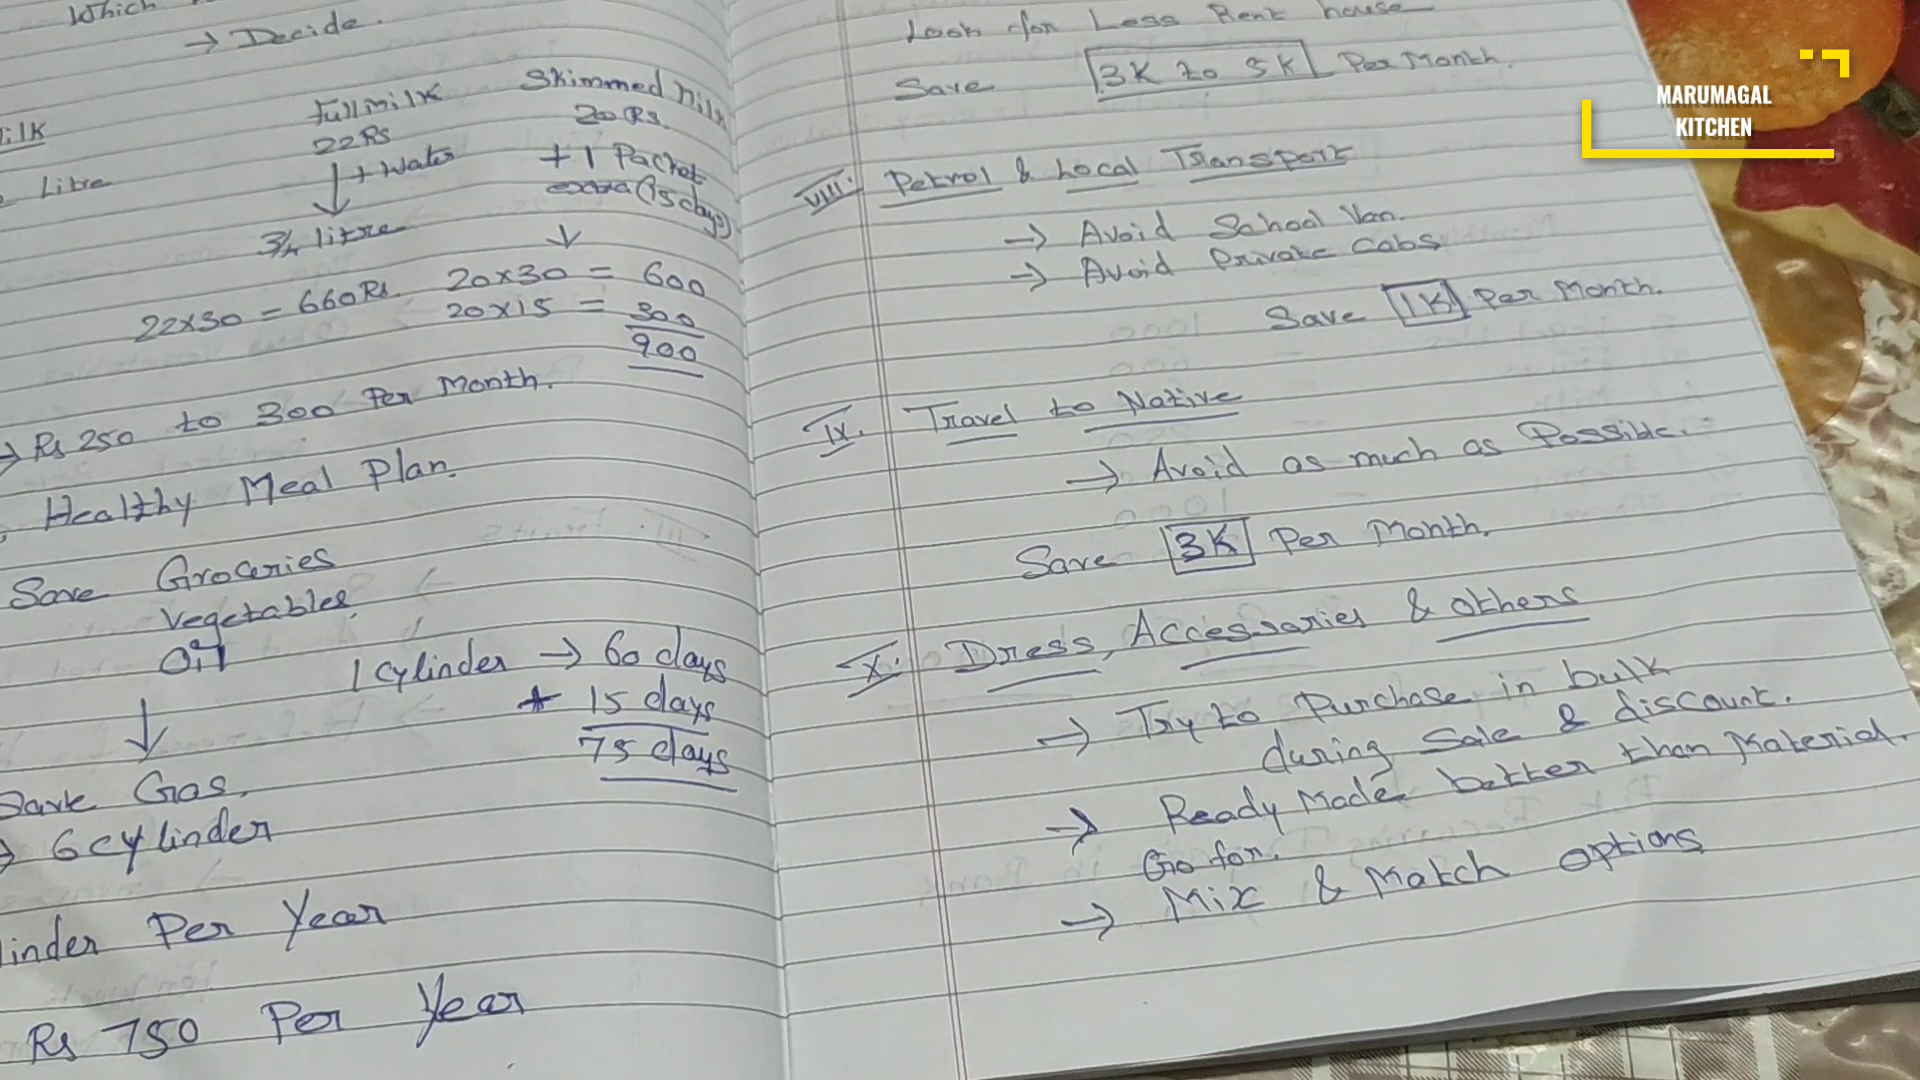 Which
→ Decide.
Full milk Skimmed Milk
22 Rs 20 Rs.
Litre
↓ + Water + 1 Packet
extra (15 days)
3/4 litre ↓
22x30 = 660 Rs 20x30 = 600
20x15 = 300
900
→ Rs 250 to 300 Per Month.
Healthy Meal Plan.
Save Groceries
Vegetables,
Oil
1 cylinder → 60 days
+ 15 days
75 days
↓
Save Gas,
→ 6 cylinder
Per Year
Rs 750 Per Year
Look for Less Rent house
Save 3K to 5K Per Month.
VIII. Petrol & Local Transport
→ Avoid School Van.
→ Avoid Private Cabs
Save 1K Per Month.
IX. Travel to Native
→ Avoid as much as Possible.
Save 3K Per Month.
X. Dress, Accessaries & others
→ Try to Purchase in bulk
during Sale & discount.
→ Ready Made better than Material.
Go for.
→ Mix & Match options
MARUMAGAL
KITCHEN